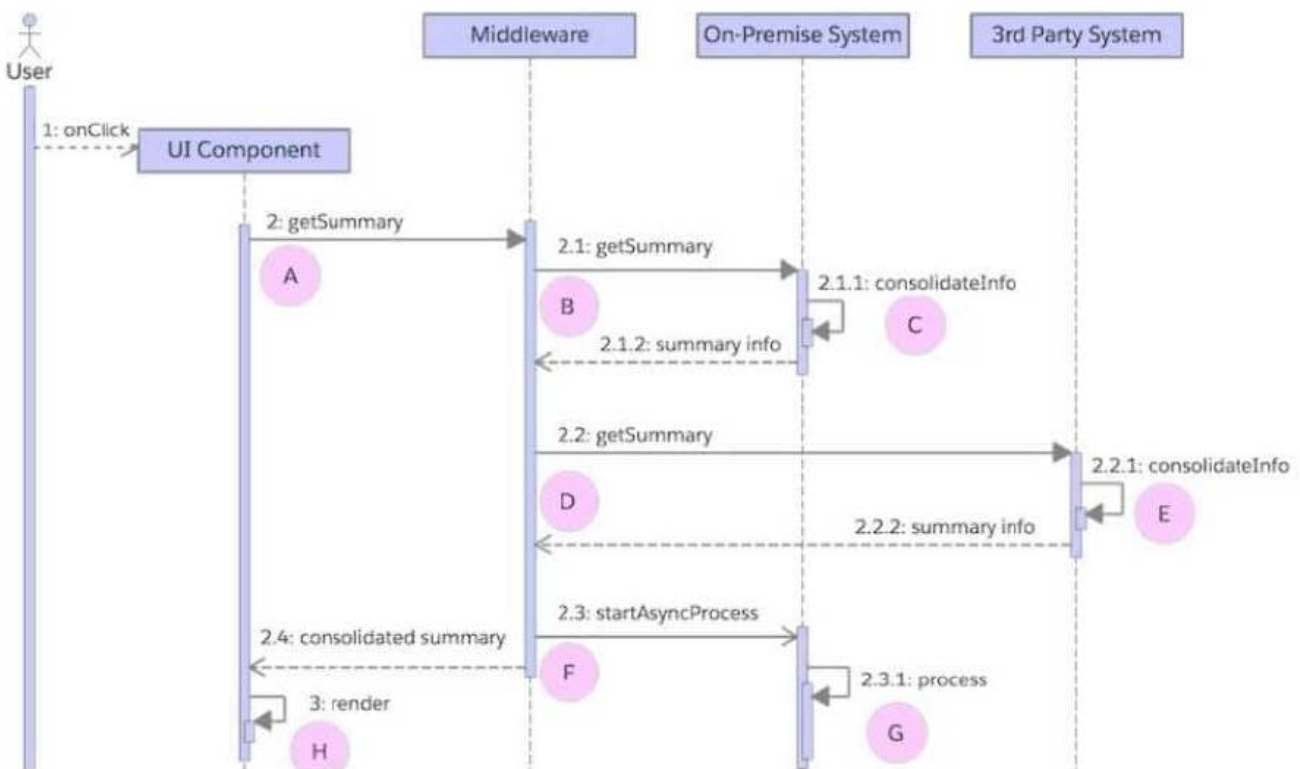 Middleware
On-Premise System
3rd Party System
User
1: onClick
UI Component
2: getSummary
2.1: getSummary
A
2.1.1: consolidateInfo
B
C
2.1.2: summary info
2.2: getSummary
2.2.1: consolidateInfo
D
E
2.2.2: summary info
2.3: startAsyncProcess
2.4: consolidated summary
F
2.3.1: process
3: render
G
H